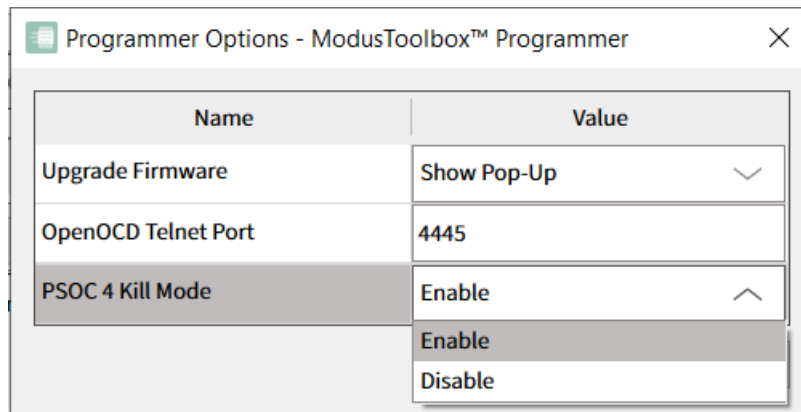 Programmer Options - ModusToolbox™ Programmer
Name Value
Upgrade Firmware Show Pop-Up
OpenOCD Telnet Port 4445
PSOC 4 Kill Mode Enable
Enable
Disable